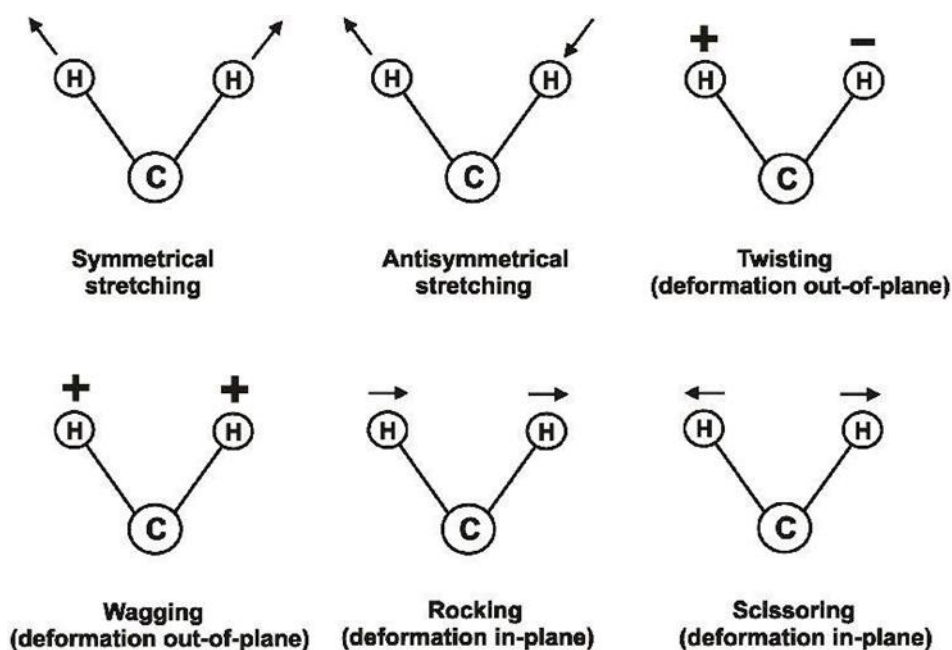 H H H H + −
H H
C C C
Symmetrical
stretching
Antisymmetrical
stretching
Twisting
(deformation out-of-plane)
+ +
H H H H H H
C C C
Wagging
(deformation out-of-plane)
Rocking
(deformation in-plane)
Scissoring
(deformation in-plane)